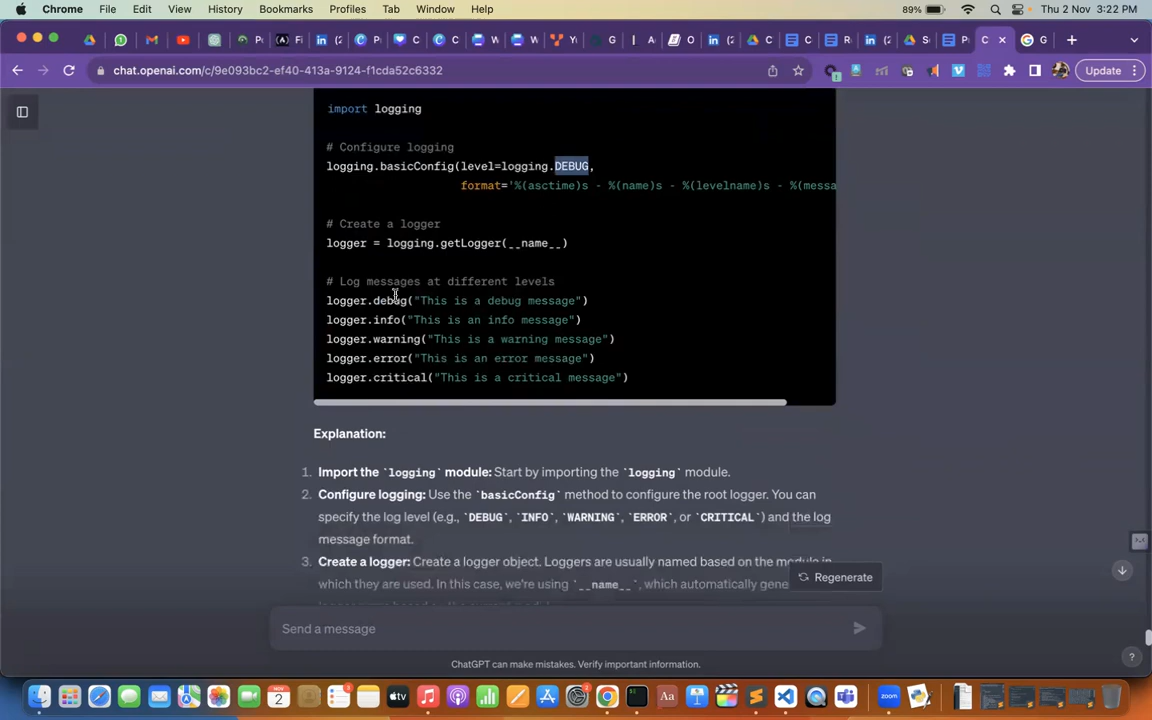 Chrome File Edit View History Bookmarks Profiles Tab Window Help 89% Thu 2 Nov 3:22 PM
chat.openai.com/c/9e093bc2-ef40-413a-9124-f1cda52c6332 Update
import logging
# Configure logging
logging.basicConfig(level=logging.DEBUG,
format='%(asctime)s - %(name)s - %(levelname)s - %(messa
# Create a logger
logger = logging.getLogger(__name__)
# Log messages at different levels
logger.debug("This is a debug message")
logger.info("This is an info message")
logger.warning("This is a warning message")
logger.error("This is an error message")
logger.critical("This is a critical message")
Explanation:
1. Import the `logging` module: Start by importing the `logging` module.
2. Configure logging: Use the `basicConfig` method to configure the root logger. You can
specify the log level (e.g., `DEBUG`, `INFO`, `WARNING`, `ERROR`, or `CRITICAL`) and the log
message format.
3. Create a logger: Create a logger object. Loggers are usually named based on the module in
which they are used. In this case, we're using `__name__`, which automatically gene
Regenerate
Send a message
ChatGPT can make mistakes. Verify important information.